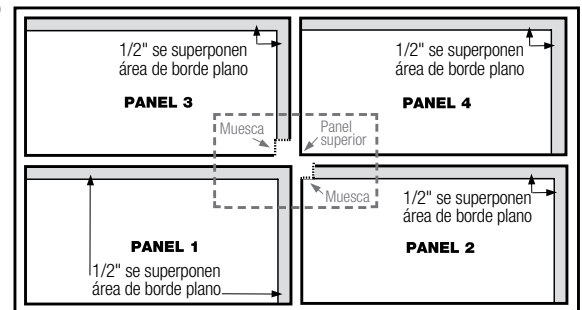 1/2" se superponen
área de borde plano
PANEL 3
1/2" se superponen
área de borde plano
PANEL 4
Muesca
Panel
superior
Muesca
1/2" se superponen
área de borde plano
PANEL 1
1/2" se superponen
área de borde plano
PANEL 2